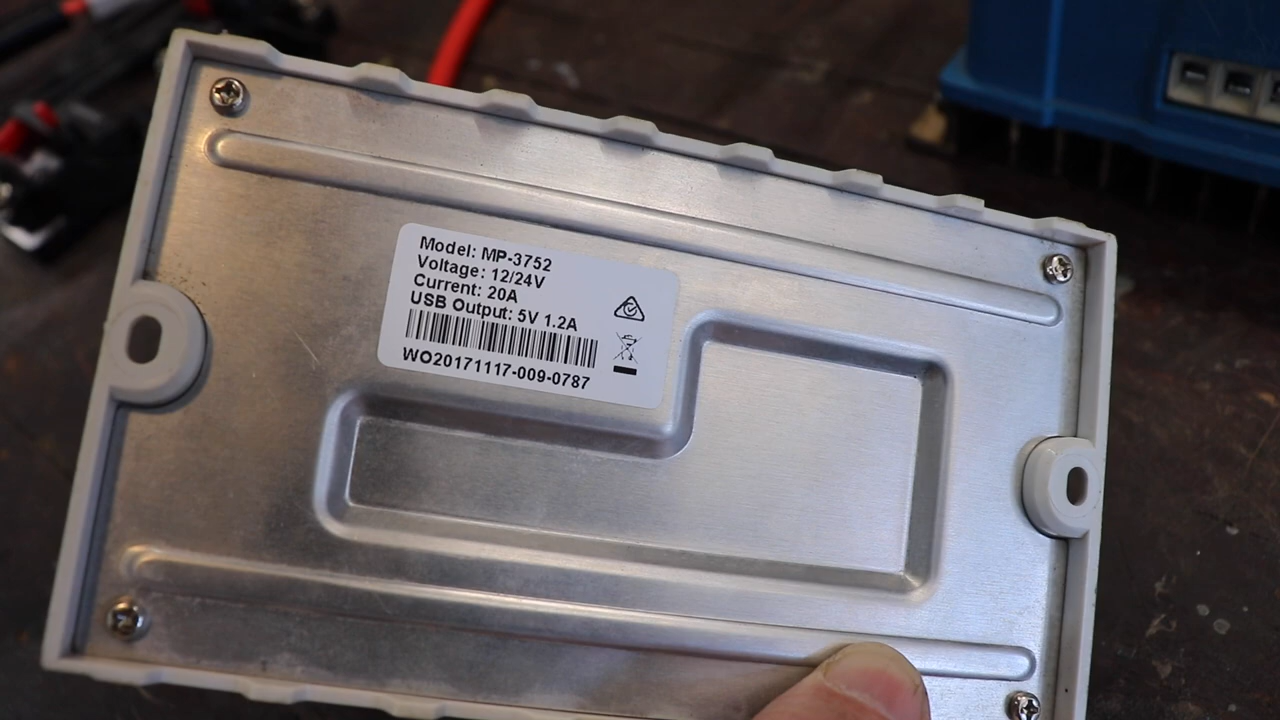 Model: MP-3752
Voltage: 12/24V
Current: 20A
USB Output: 5V 1.2A
WO20171117-009-0787